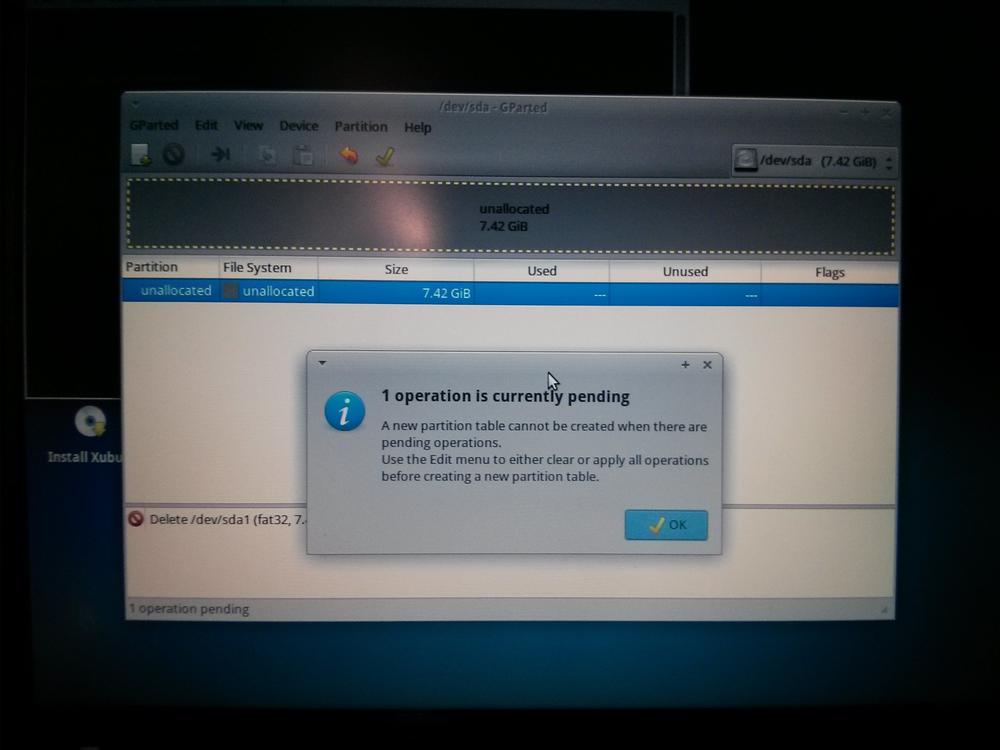 /dev/sda - GParted
GParted Edit View Device Partition Help
/dev/sda (7.42 GiB)
unallocated
7.42 GiB
Partition File System Size Used Unused Flags
unallocated unallocated 7.42 GiB --- ---
1 operation is currently pending
A new partition table cannot be created when there are
pending operations.
Use the Edit menu to either clear or apply all operations
before creating a new partition table.
OK
Install Xubu
Delete /dev/sda1 (fat32, 7.
1 operation pending